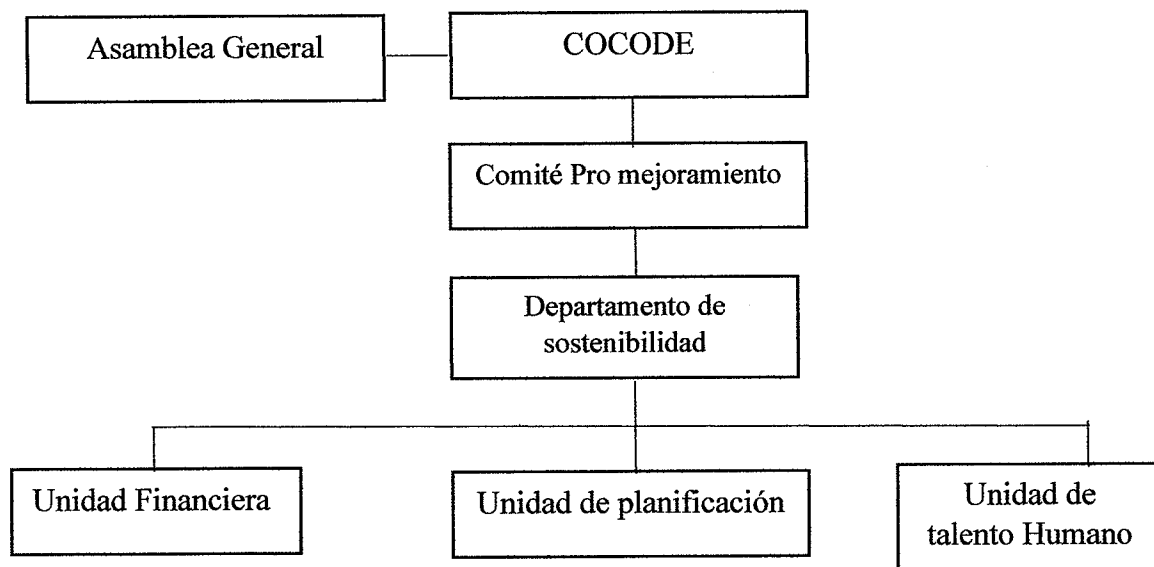 Asamblea General
COCODE
Comité Pro mejoramiento
Departamento de
sostenibilidad
Unidad Financiera
Unidad de planificación
Unidad de
talento Humano